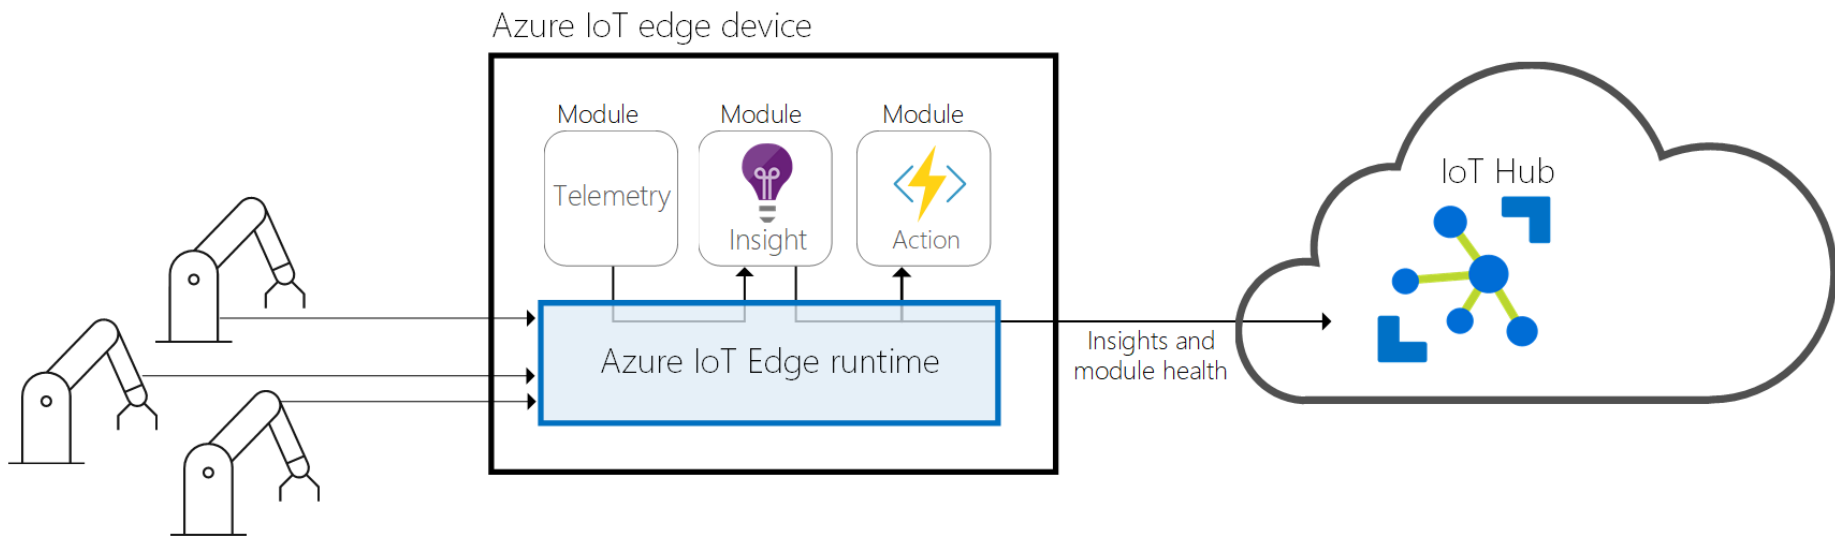 Azure IoT edge device
Module
Module
Module
Telemetry
Insight
Action
Azure IoT Edge runtime
Insights and
module health
IoT Hub